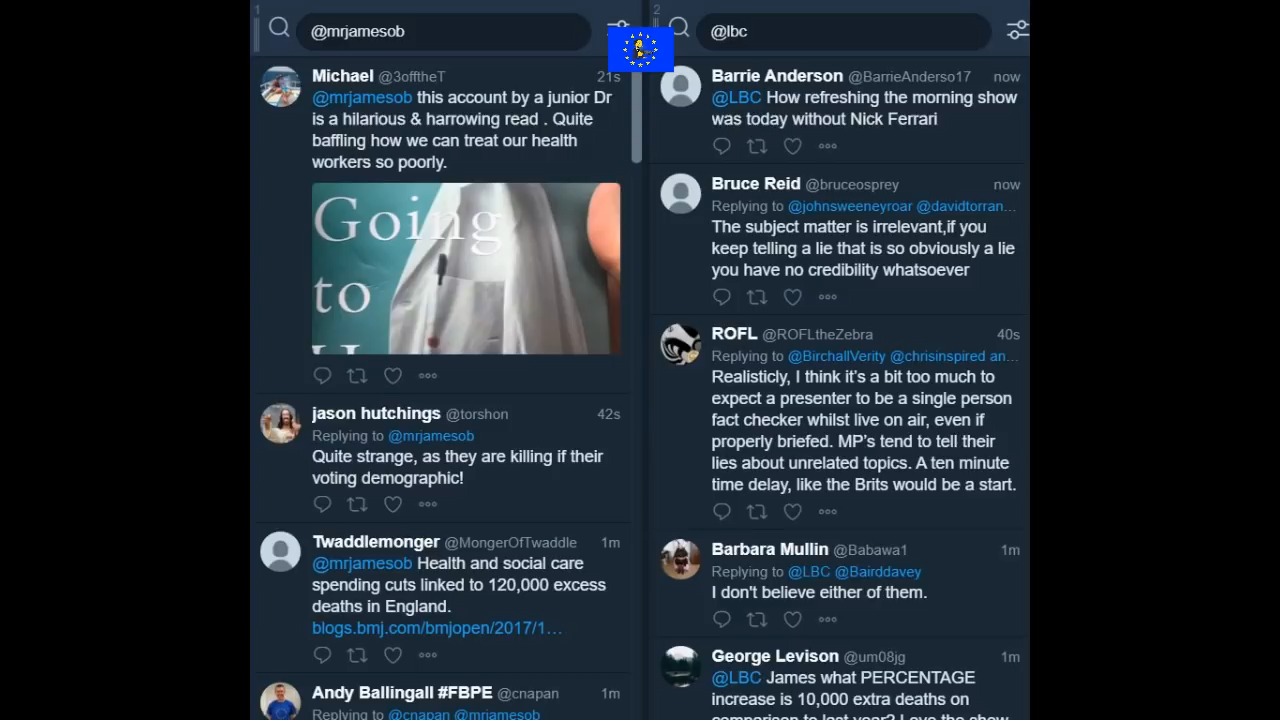 1
@mrjamesob
Michael @3offtheT 21s
@mrjamesob this account by a junior Dr
is a hilarious & harrowing read . Quite
baffling how we can treat our health
workers so poorly.
Going
to
jason hutchings @torshon 42s
Replying to @mrjamesob
Quite strange, as they are killing if their
voting demographic!
Twaddlemonger @MongerOfTwaddle 1m
@mrjamesob Health and social care
spending cuts linked to 120,000 excess
deaths in England.
blogs.bmj.com/bmjopen/2017/1…
Andy Ballingall #FBPE @cnapan 1m
Replying to @cnapan @mrjamesob
2
@lbc
Barrie Anderson @BarrieAnderso17 now
@LBC How refreshing the morning show
was today without Nick Ferrari
Bruce Reid @bruceosprey now
Replying to @johnsweeneyroar @davidtorran…
The subject matter is irrelevant,if you
keep telling a lie that is so obviously a lie
you have no credibility whatsoever
ROFL @ROFLtheZebra 40s
Replying to @BirchallVerity @chrisinspired an…
Realisticly, I think it's a bit too much to
expect a presenter to be a single person
fact checker whilst live on air, even if
properly briefed. MP's tend to tell their
lies about unrelated topics. A ten minute
time delay, like the Brits would be a start.
Barbara Mullin @Babawa1 1m
Replying to @LBC @Bairddavey
I don't believe either of them.
George Levison @um08jg 1m
@LBC James what PERCENTAGE
increase is 10,000 extra deaths on
comparison to last year? Love the show